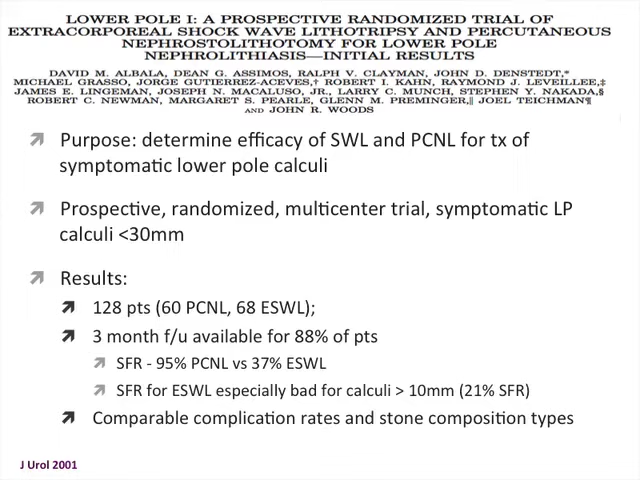 LOWER POLE I: A PROSPECTIVE RANDOMIZED TRIAL OF
EXTRACORPOREAL SHOCK WAVE LITHOTRIPSY AND PERCUTANEOUS
NEPHROSTOLITHOTOMY FOR LOWER POLE
NEPHROLITHIASIS—INITIAL RESULTS
DAVID M. ALBALA, DEAN G. ASSIMOS, RALPH V. CLAYMAN, JOHN D. DENSTEDT,*
MICHAEL GRASSO, JORGE GUTIERREZ-ACEVES,† ROBERT I. KAHN, RAYMOND J. LEVEILLEE,‡
JAMES E. LINGEMAN, JOSEPH N. MACALUSO, JR., LARRY C. MUNCH, STEPHEN Y. NAKADA,§
ROBERT C. NEWMAN, MARGARET S. PEARLE, GLENN M. PREMINGER,‖ JOEL TEICHMAN¶
AND JOHN R. WOODS
Purpose: determine efficacy of SWL and PCNL for tx of
symptomatic lower pole calculi
Prospective, randomized, multicenter trial, symptomatic LP
calculi <30mm
Results:
128 pts (60 PCNL, 68 ESWL);
3 month f/u available for 88% of pts
SFR - 95% PCNL vs 37% ESWL
SFR for ESWL especially bad for calculi > 10mm (21% SFR)
Comparable complication rates and stone composition types
J Urol 2001